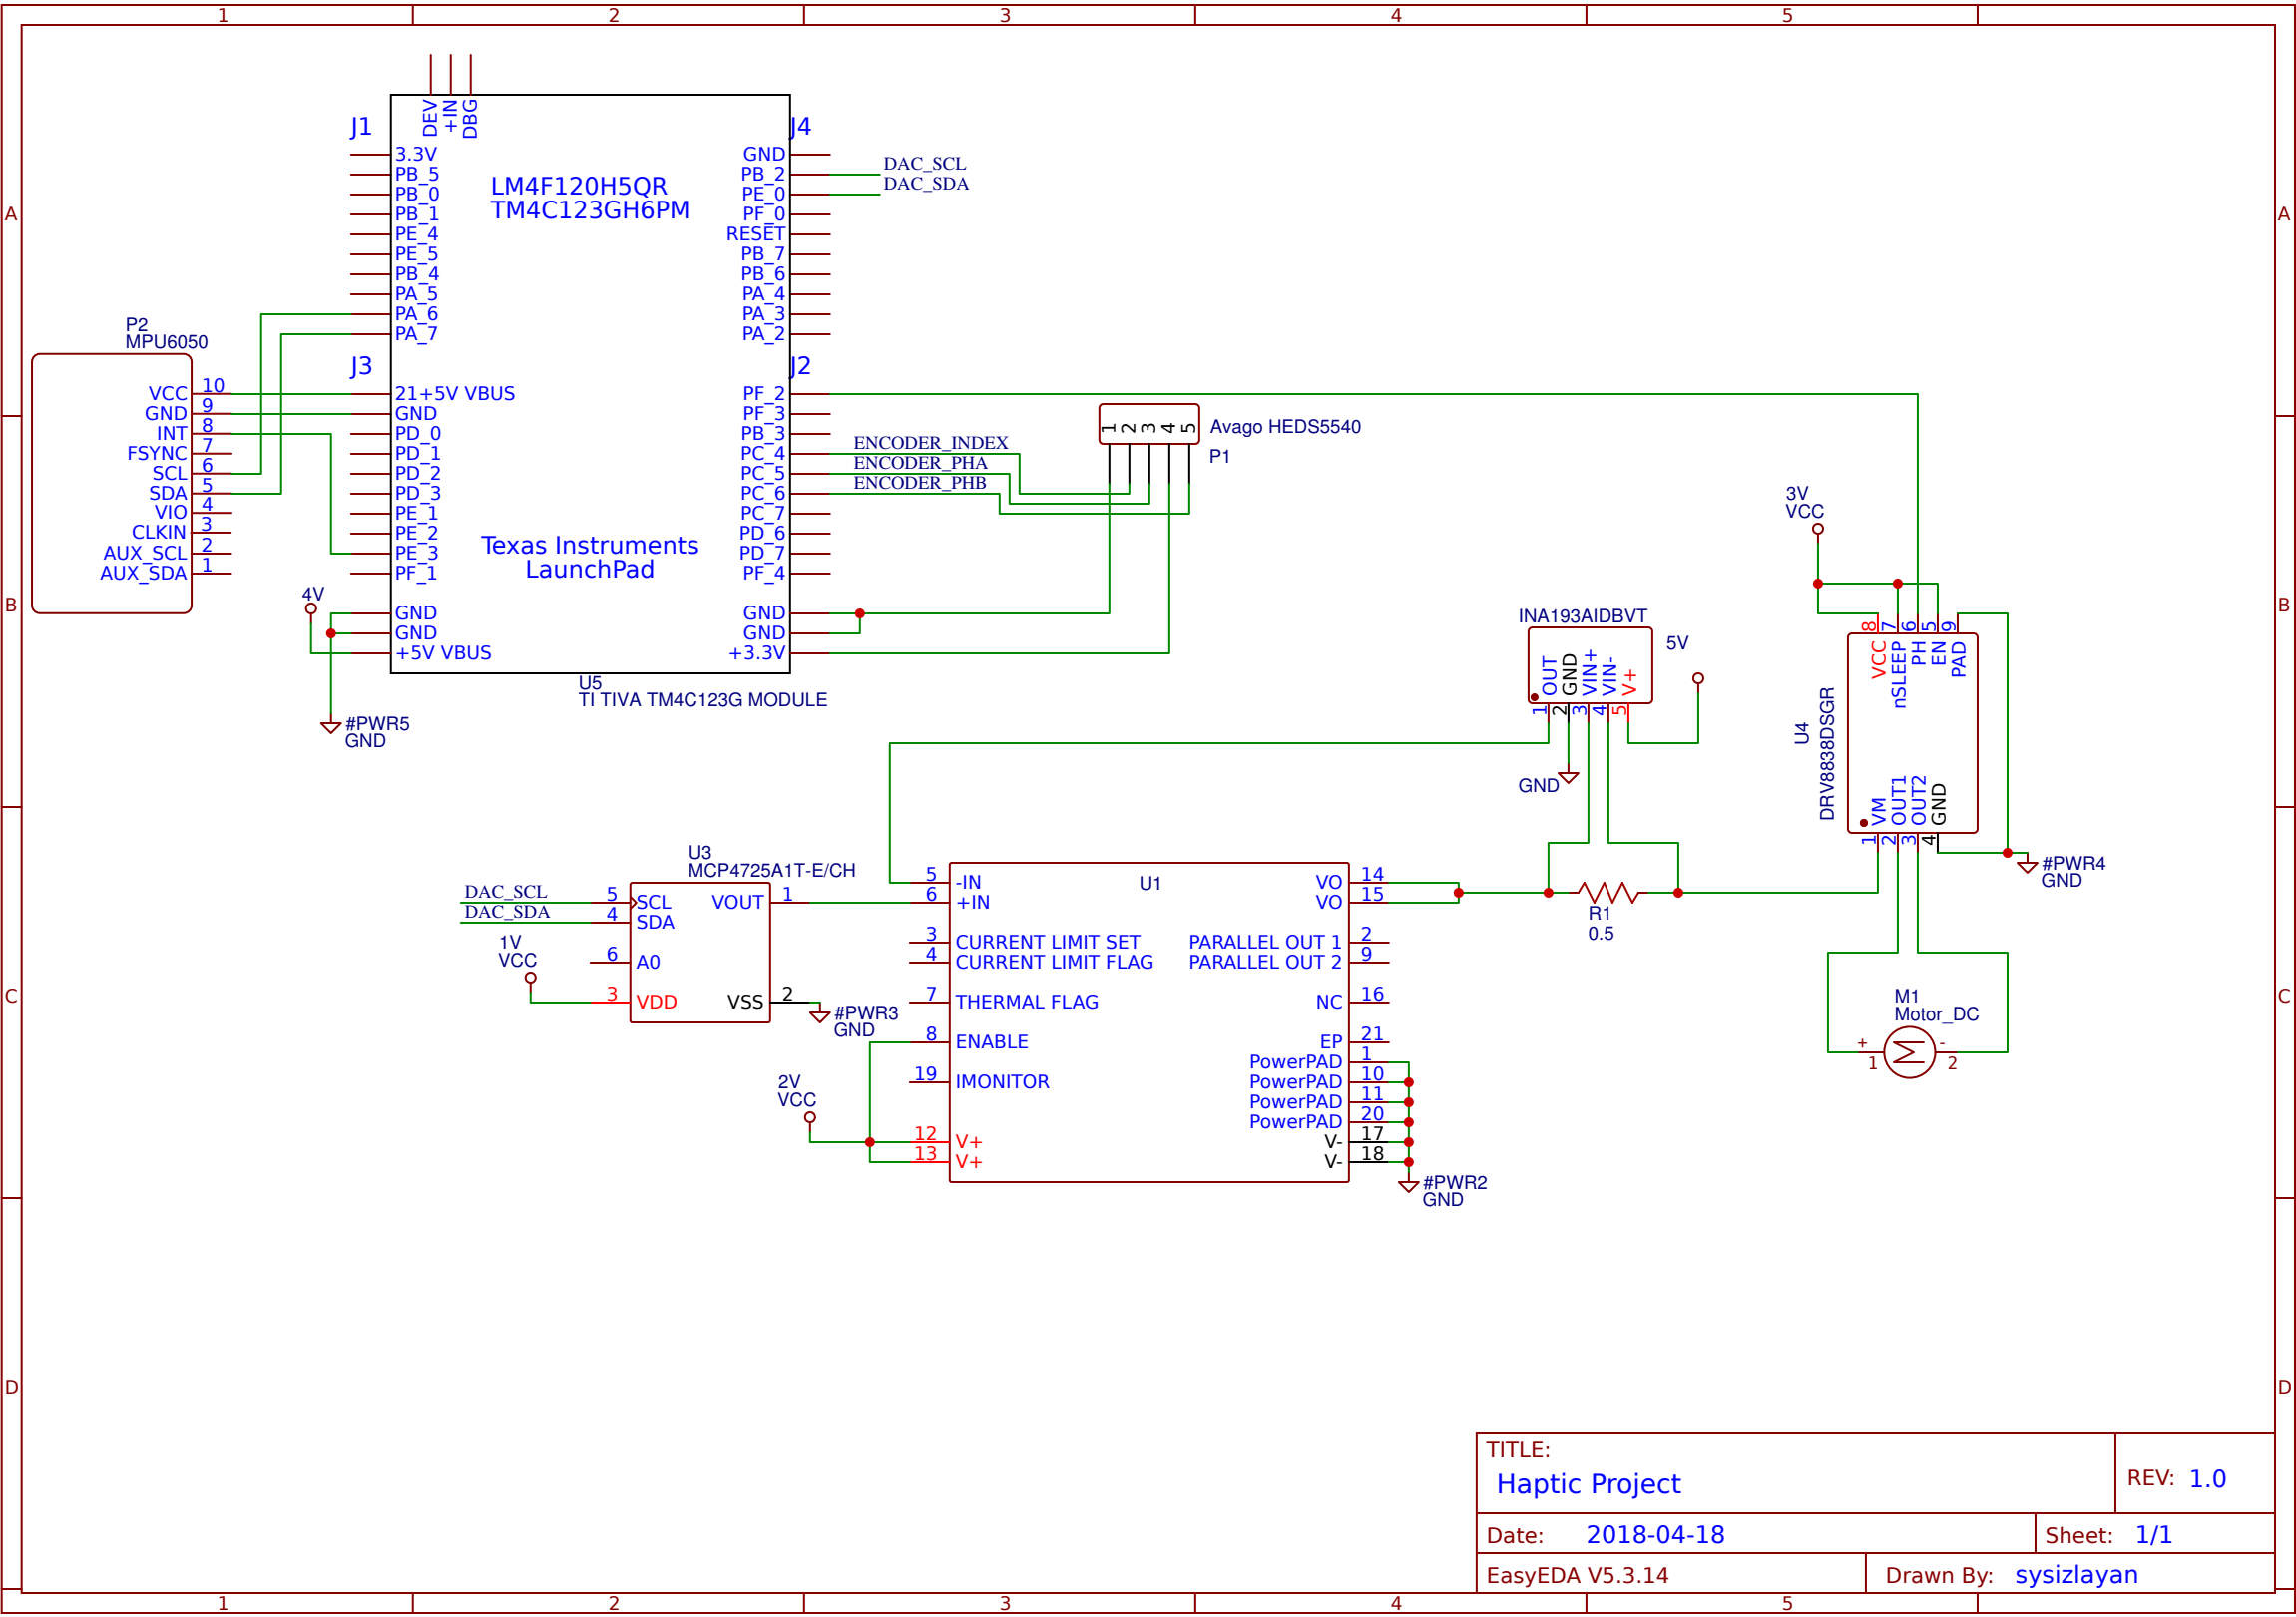 1 2 3 4 5
A A
B B
C C
D D
DEV
+IN
DBG
J1
J4
LM4F120H5QR
TM4C123GH6PM
3.3V
PB_5
PB_0
PB_1
PE_4
PE_5
PB_4
PA_5
PA_6
PA_7
GND
PB_2
PE_0
PF_0
RESET
PB_7
PB_6
PA_4
PA_3
PA_2
DAC_SCL
DAC_SDA
J3
J2
21+5V VBUS
GND
PD_0
PD_1
PD_2
PD_3
PE_1
PE_2
PE_3
PF_1
GND
GND
+5V VBUS
PF_2
PF_3
PB_3
PC_4
PC_5
PC_6
PC_7
PD_6
PD_7
PF_4
GND
GND
+3.3V
Texas Instruments
LaunchPad
U5
TI TIVA TM4C123G MODULE
P2
MPU6050
VCC 10
GND 9
INT 8
FSYNC 7
SCL 6
SDA 5
VIO 4
CLKIN 3
AUX_SCL 2
AUX_SDA 1
4V
#PWR5
GND
ENCODER_INDEX
ENCODER_PHA
ENCODER_PHB
1 2 3 4 5
Avago HEDS5540
P1
INA193AIDBVT
OUT
GND
VIN+
VIN-
V+
1 2 3 4 5
5V
GND
3V
VCC
8 7 6 5 9
VCC
nSLEEP
PH
EN
PAD
U4
DRV8838DSGR
VM
OUT1
OUT2
GND
1 2 3 4
#PWR4
GND
U3
MCP4725A1T-E/CH
DAC_SCL
DAC_SDA
5 SCL
4 SDA
6 A0
3 VDD
VOUT 1
VSS 2
1V
VCC
#PWR3
GND
U1
5 -IN
6 +IN
3 CURRENT LIMIT SET
4 CURRENT LIMIT FLAG
7 THERMAL FLAG
8 ENABLE
19 IMONITOR
12 V+
13 V+
VO 14
VO 15
PARALLEL OUT 1 2
PARALLEL OUT 2 9
NC 16
EP 21
PowerPAD 1
PowerPAD 10
PowerPAD 11
PowerPAD 20
V- 17
V- 18
2V
VCC
#PWR2
GND
R1
0.5
M1
Motor_DC
+ -
1 2
TITLE:
Haptic Project
REV: 1.0
Date: 2018-04-18
Sheet: 1/1
EasyEDA V5.3.14
Drawn By: sysizlayan
1 2 3 4 5